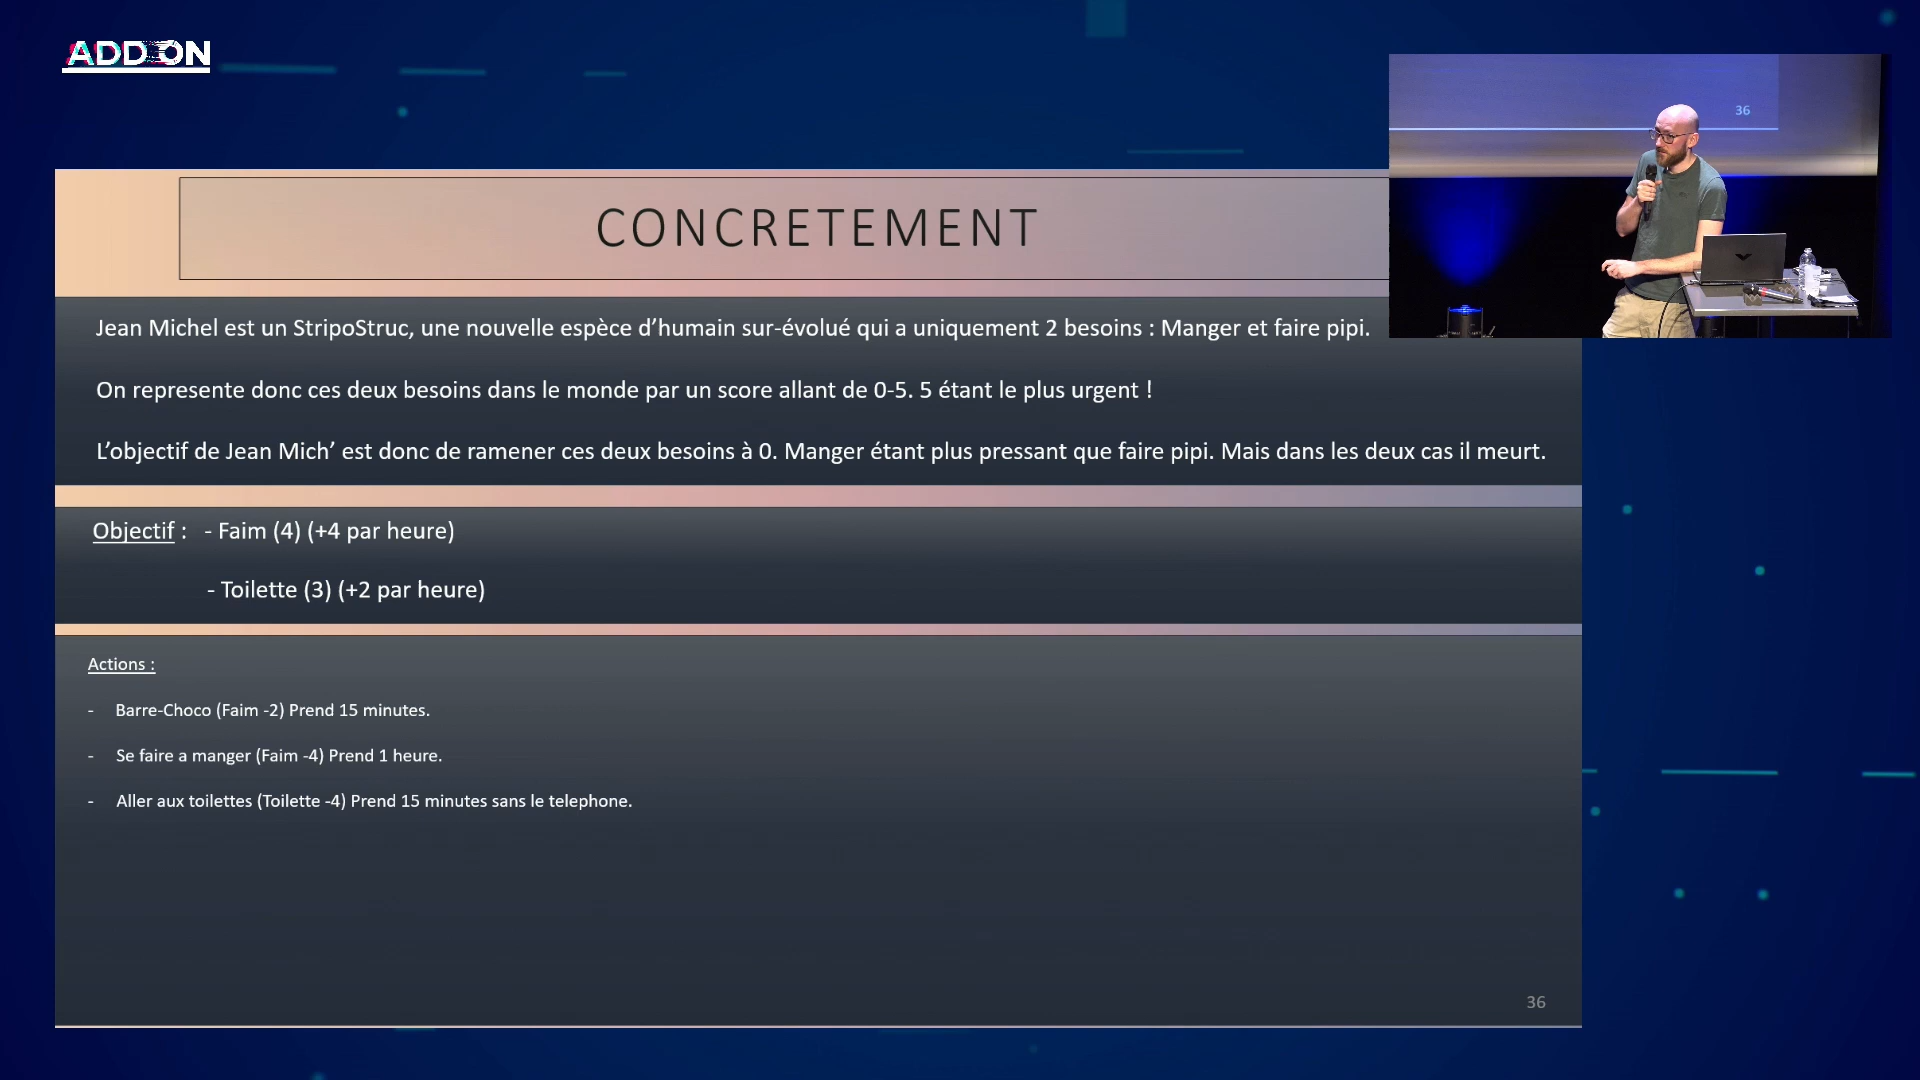 ADD ON
36
CONCRETEMENT
Jean Michel est un StripoStruc, une nouvelle espèce d’humain sur-évolué qui a uniquement 2 besoins : Manger et faire pipi.
On represente donc ces deux besoins dans le monde par un score allant de 0-5. 5 étant le plus urgent !
L’objectif de Jean Mich’ est donc de ramener ces deux besoins à 0. Manger étant plus pressant que faire pipi. Mais dans les deux cas il meurt.
Objectif : - Faim (4) (+4 par heure)
- Toilette (3) (+2 par heure)
Actions :
- Barre-Choco (Faim -2) Prend 15 minutes.
- Se faire a manger (Faim -4) Prend 1 heure.
- Aller aux toilettes (Toilette -4) Prend 15 minutes sans le telephone.
36